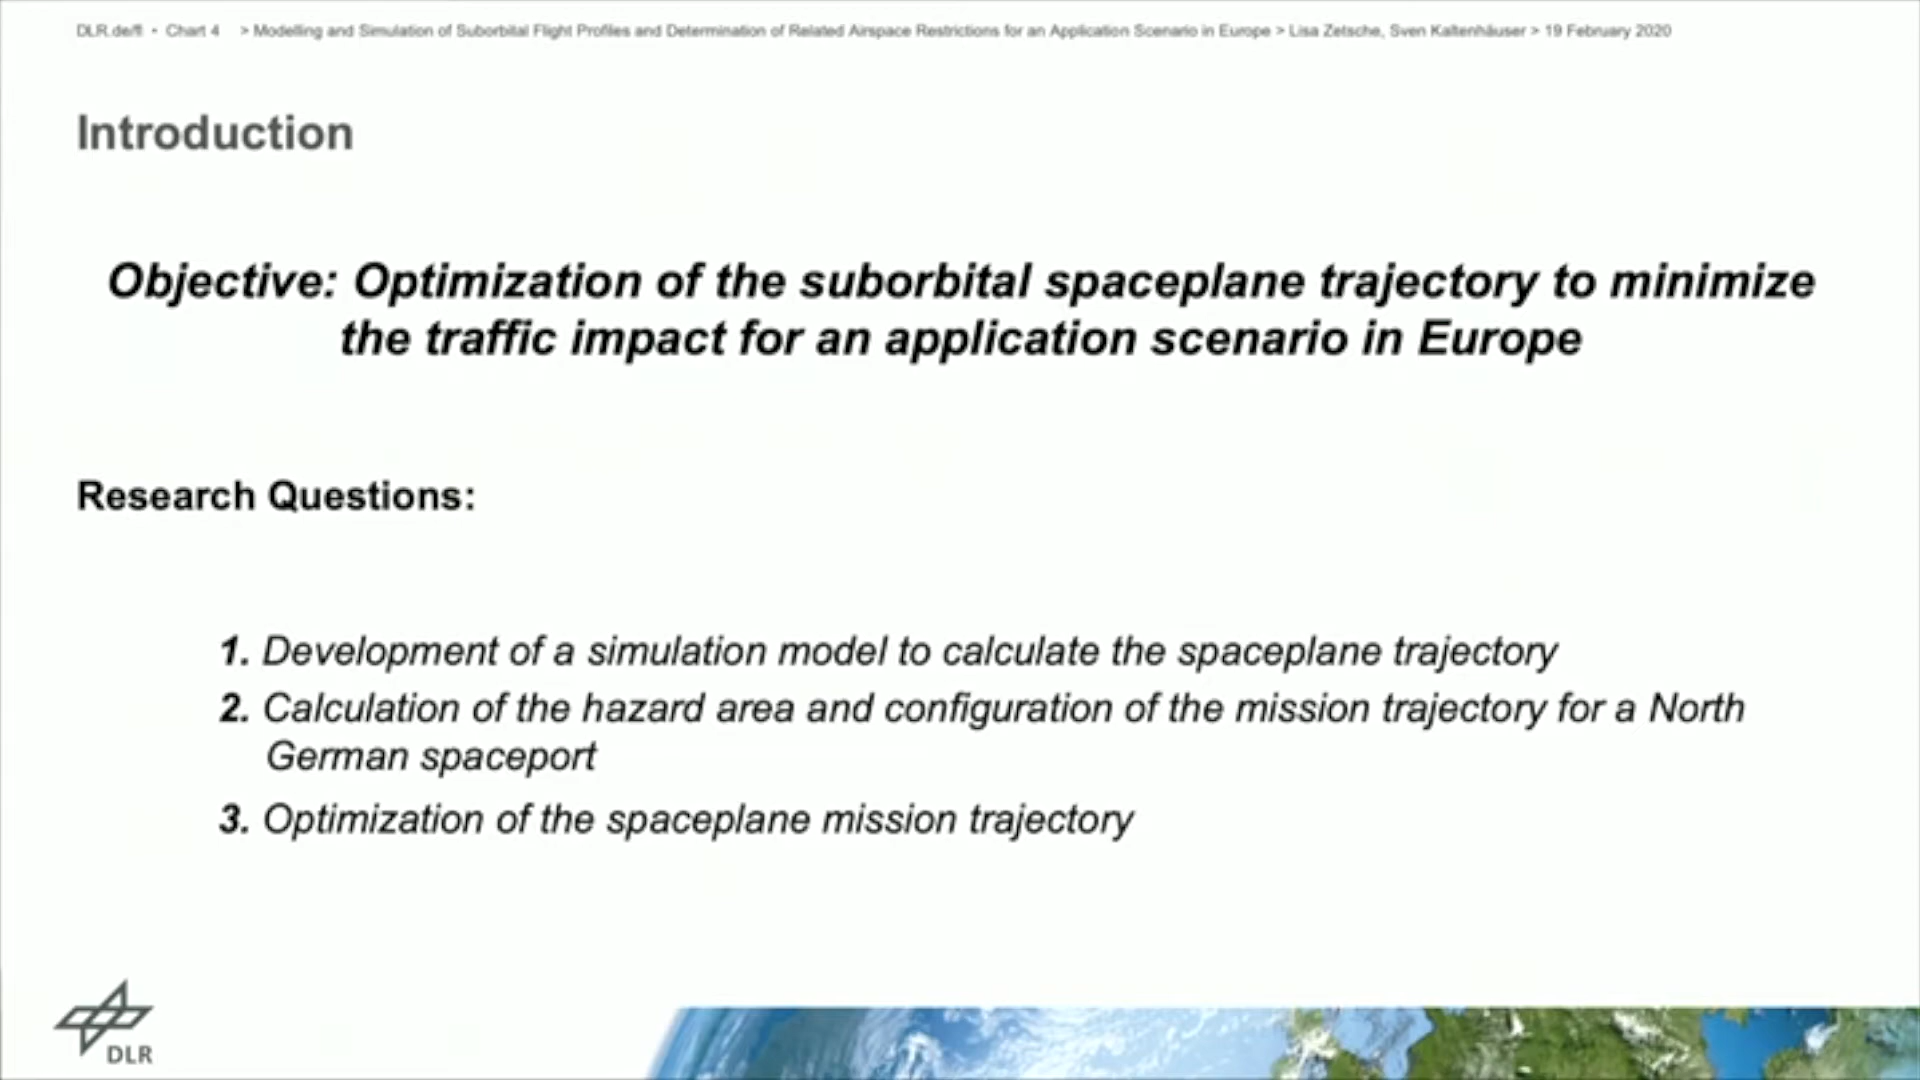 DLR.de/fl • Chart 4 > Modelling and Simulation of Suborbital Flight Profiles and Determination of Related Airspace Restrictions for an Application Scenario in Europe > Lisa Zetsche, Sven Kaltenhäuser > 19 February 2020
Introduction
Objective: Optimization of the suborbital spaceplane trajectory to minimize
the traffic impact for an application scenario in Europe
Research Questions:
1. Development of a simulation model to calculate the spaceplane trajectory
2. Calculation of the hazard area and configuration of the mission trajectory for a North
German spaceport
3. Optimization of the spaceplane mission trajectory
DLR